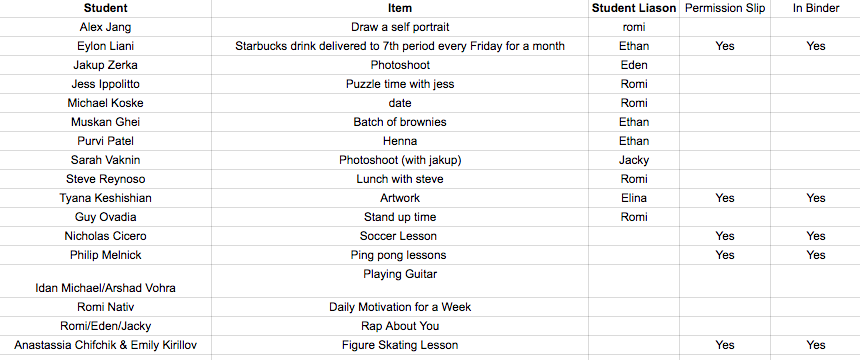 Student Item Student Liason Permission Slip In Binder
Alex Jang Draw a self portrait romi
Eylon Liani Starbucks drink delivered to 7th period every Friday for a month Ethan Yes Yes
Jakup Zerka Photoshoot Eden
Jess Ippolitto Puzzle time with jess Romi
Michael Koske date Romi
Muskan Ghei Batch of brownies Ethan
Purvi Patel Henna Ethan
Sarah Vaknin Photoshoot (with jakup) Jacky
Steve Reynoso Lunch with steve Romi
Tyana Keshishian Artwork Elina Yes Yes
Guy Ovadia Stand up time Romi
Nicholas Cicero Soccer Lesson Yes Yes
Philip Melnick Ping pong lessons Yes Yes
Idan Michael/Arshad Vohra Playing Guitar
Romi Nativ Daily Motivation for a Week
Romi/Eden/Jacky Rap About You
Anastassia Chifchik & Emily Kirillov Figure Skating Lesson Yes Yes